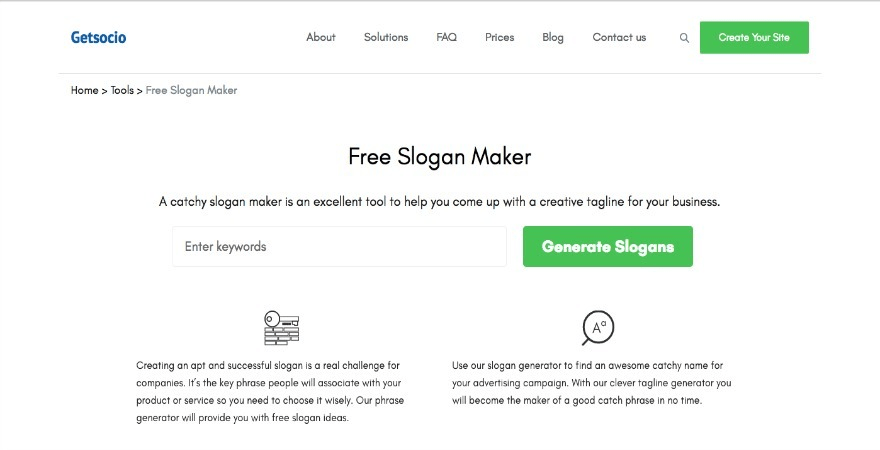 Getsocio
About Solutions FAQ Prices Blog Contact us Create Your Site
Home > Tools > Free Slogan Maker
Free Slogan Maker
A catchy slogan maker is an excellent tool to help you come up with a creative tagline for your business.
Enter keywords
Generate Slogans
Creating an apt and successful slogan is a real challenge for
companies. It's the key phrase people will associate with your
product or service so you need to choose it wisely. Our phrase
generator will provide you with free slogan ideas.
Aa
Use our slogan generator to find an awesome catchy name for
your advertising campaign. With our clever tagline generator you
will become the maker of a good catch phrase in no time.